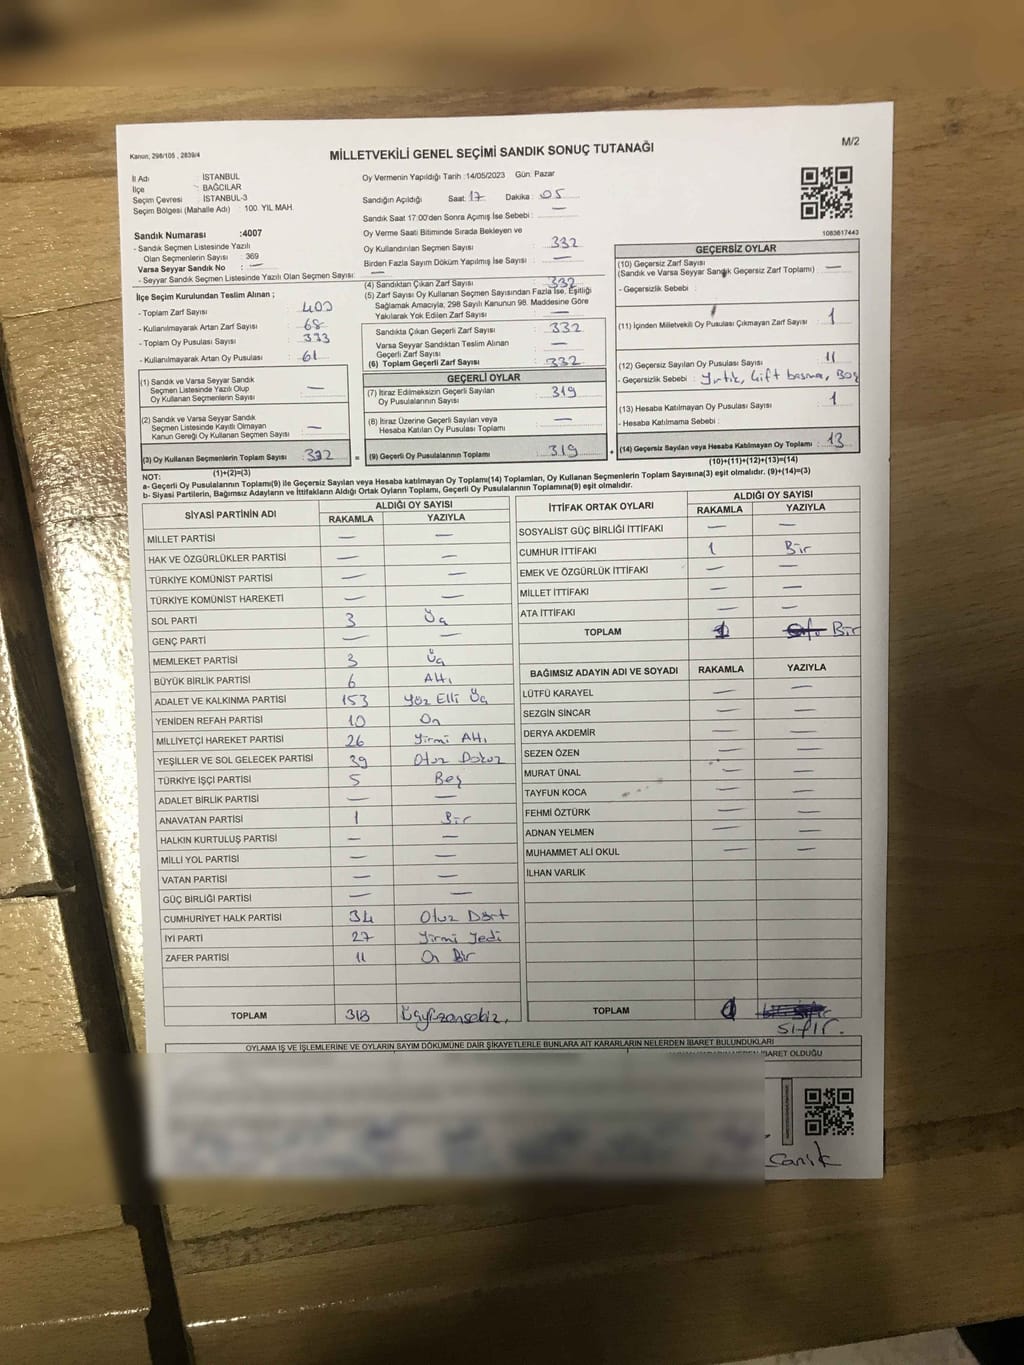 Kanun; 298/105 , 2839/4
MİLLETVEKİLİ GENEL SEÇİMİ SANDIK SONUÇ TUTANAĞI
M/2
İl Adı : İSTANBUL
İlçe : BAĞCILAR
Seçim Çevresi : İSTANBUL-3
Seçim Bölgesi (Mahalle Adı) : 100. YIL MAH.
Oy Vermenin Yapıldığı Tarih :14/05/2023 Gün: Pazar
Sandığın Açıldığı Saat: 17 Dakika : 05
Sandık Saat 17:00'den Sonra Açılmış İse Sebebi : —
Sandık Numarası :4007
- Sandık Seçmen Listesinde Yazılı
Olan Seçmenlerin Sayısı : 369
Varsa Seyyar Sandık No : —
- Seyyar Sandık Seçmen Listesinde Yazılı Olan Seçmen Sayısı: —
Oy Verme Saati Bitiminde Sırada Bekleyen ve
Oy Kullandırılan Seçmen Sayısı : 332
Birden Fazla Sayım Döküm Yapılmış İse Sayısı : —
(4) Sandıktan Çıkan Zarf Sayısı : 332
(5) Zarf Sayısı Oy Kullanan Seçmen Sayısından Fazla İse, Eşitliği
Sağlamak Amacıyla, 298 Sayılı Kanunun 98. Maddesine Göre
Yakılarak Yok Edilen Zarf Sayısı : —
1083617443
İlçe Seçim Kurulundan Teslim Alınan ;
- Toplam Zarf Sayısı : 400
- Kullanılmayarak Artan Zarf Sayısı : 68
- Toplam Oy Pusulası Sayısı : 393
- Kullanılmayarak Artan Oy Pusulası : 61
Sandıkta Çıkan Geçerli Zarf Sayısı : 332
Varsa Seyyar Sandıktan Teslim Alınan
Geçerli Zarf Sayısı : —
(6) Toplam Geçerli Zarf Sayısı : 332
(1) Sandık ve Varsa Seyyar Sandık
Seçmen Listesinde Yazılı Olup
Oy Kullanan Seçmenlerin Sayısı : —
(2) Sandık ve Varsa Seyyar Sandık
Seçmen Listesinde Kayıtlı Olmayan
Kanun Gereği Oy Kullanan Seçmen Sayısı : —
(3) Oy Kullanan Seçmenlerin Toplam Sayısı : 332
(1)+(2)=(3)
GEÇERLİ OYLAR
(7) İtiraz Edilmeksizin Geçerli Sayılan
Oy Pusulalarının Sayısı : 319
(8) İtiraz Üzerine Geçerli Sayılan veya
Hesaba Katılan Oy Pusulası Toplamı : —
= (9) Geçerli Oy Pusulalarının Toplamı : 319 +
GEÇERSİZ OYLAR
(10) Geçersiz Zarf Sayısı
(Sandık ve Varsa Seyyar Sandık Geçersiz Zarf Toplamı) : —
- Geçersizlik Sebebi :
(11) İçinden Milletvekili Oy Pusulası Çıkmayan Zarf Sayısı : 1
(12) Geçersiz Sayılan Oy Pusulası Sayısı : 11
- Geçersizlik Sebebi : Yırtık, Çift basma, Boş
(13) Hesaba Katılmayan Oy Pusulası Sayısı : 1
- Hesaba Katılmama Sebebi :
(14) Geçersiz Sayılan veya Hesaba Katılmayan Oy Toplamı : 13
(10)+(11)+(12)+(13)=(14)
NOT:
a- Geçerli Oy Pusulalarının Toplamı(9) ile Geçersiz Sayılan veya Hesaba katılmayan Oy Toplamı(14) Toplamları, Oy Kullanan Seçmenlerin Toplam Sayısına(3) eşit olmalıdır. (9)+(14)=(3)
b- Siyasi Partilerin, Bağımsız Adayların ve İttifakların Aldığı Ortak Oyların Toplamı, Geçerli Oy Pusulalarının Toplamına(9) eşit olmalıdır.
SİYASİ PARTİNİN ADI ALDIĞI OY SAYISI
RAKAMLA YAZIYLA
MİLLET PARTİSİ — —
HAK VE ÖZGÜRLÜKLER PARTİSİ — —
TÜRKİYE KOMÜNİST PARTİSİ — —
TÜRKİYE KOMÜNİST HAREKETİ — —
SOL PARTİ 3 Üç
GENÇ PARTİ — —
MEMLEKET PARTİSİ 3 Üç
BÜYÜK BİRLİK PARTİSİ 6 Altı
ADALET VE KALKINMA PARTİSİ 153 Yüz Elli Üç
YENİDEN REFAH PARTİSİ 10 On
MİLLİYETÇİ HAREKET PARTİSİ 26 Yirmi Altı
YEŞİLLER VE SOL GELECEK PARTİSİ 39 Otuz Dokuz
TÜRKİYE İŞÇİ PARTİSİ 5 Beş
ADALET BİRLİK PARTİSİ — —
ANAVATAN PARTİSİ 1 Bir
HALKIN KURTULUŞ PARTİSİ — —
MİLLİ YOL PARTİSİ — —
VATAN PARTİSİ — —
GÜÇ BİRLİĞİ PARTİSİ — —
CUMHURİYET HALK PARTİSİ 34 Otuz Dört
İYİ PARTİ 27 Yirmi Yedi
ZAFER PARTİSİ 11 On Bir
TOPLAM 318 Üçyüzonsekiz.
İTTİFAK ORTAK OYLARI ALDIĞI OY SAYISI
RAKAMLA YAZIYLA
SOSYALİST GÜÇ BİRLİĞİ İTTİFAKI — —
CUMHUR İTTİFAKI 1 Bir
EMEK VE ÖZGÜRLÜK İTTİFAKI — —
MİLLET İTTİFAKI — —
ATA İTTİFAKI — —
TOPLAM 1 Bir
BAĞIMSIZ ADAYIN ADI VE SOYADI RAKAMLA YAZIYLA
LÜTFÜ KARAYEL — —
SEZGİN SİNCAR — —
DERYA AKDEMİR — —
SEZEN ÖZEN — —
MURAT ÜNAL — —
TAYFUN KOCA — —
FEHMİ ÖZTÜRK — —
ADNAN YELMEN — —
MUHAMMET ALİ OKUL — —
İLHAN VARLIK
TOPLAM
sıfır.
OYLAMA İŞ VE İŞLEMLERİNE VE OYLARIN SAYIM DÖKÜMÜNE DAİR ŞİKAYETLERLE BUNLARA AİT KARARLARIN NELERDEN İBARET BULUNDUKLARI
İBARET OLDUĞU